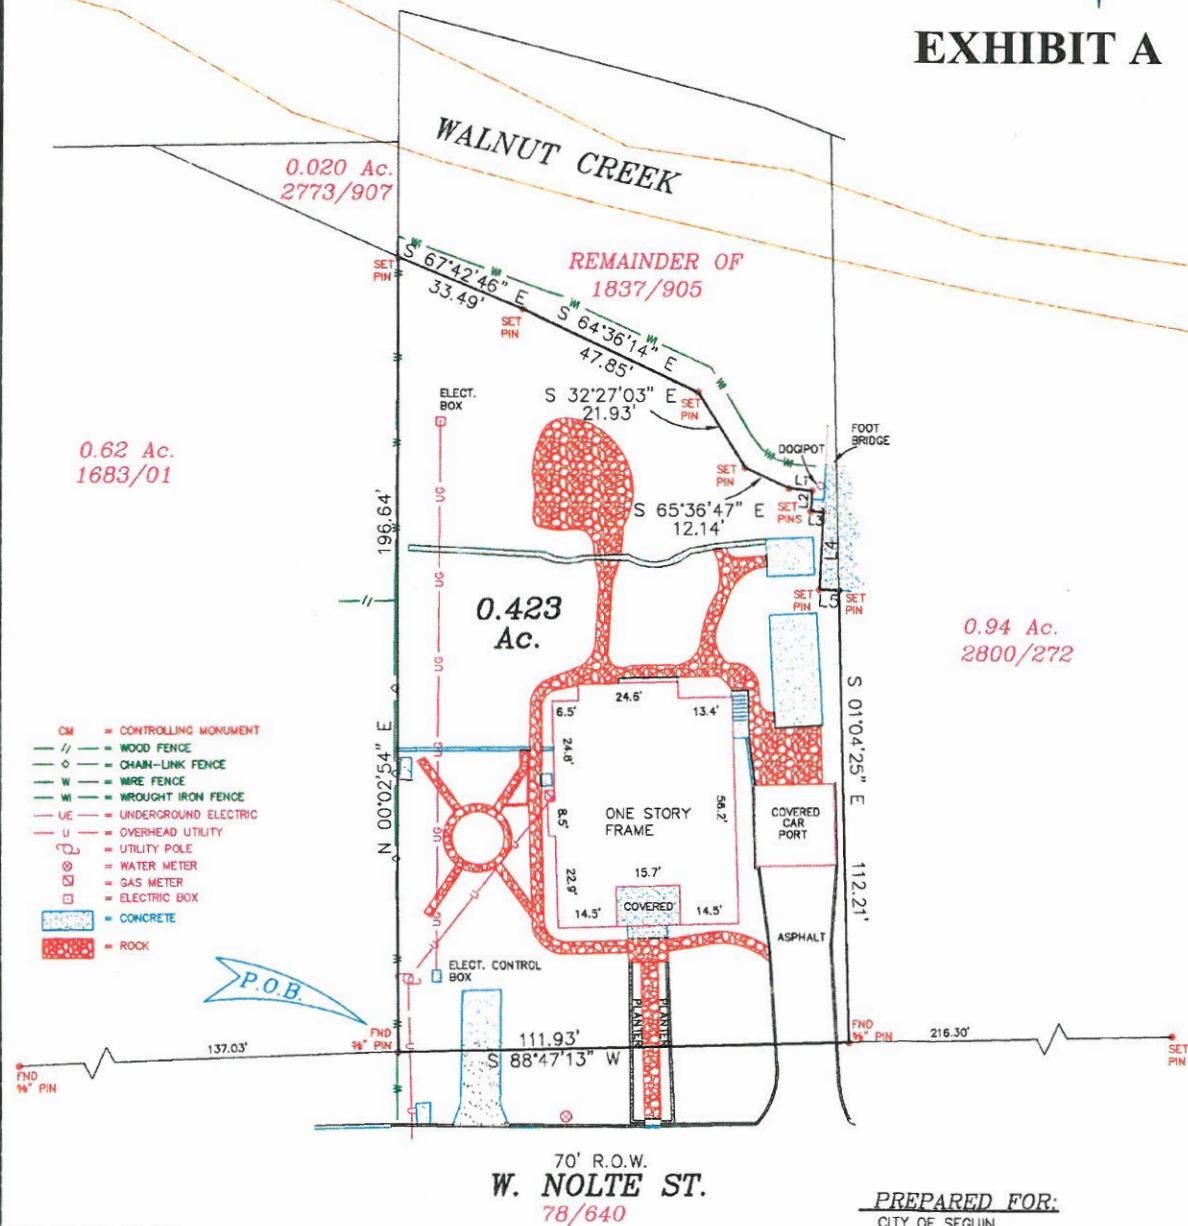 EXHIBIT A
WALNUT CREEK
0.020 Ac.
2773/907
REMAINDER OF
1837/905
SET
PIN
S 67°42'46" E
33.49'
SET
PIN
S 64°36'14" E
47.85'
S 32°27'03" E
21.93'
SET
PIN
ELECT.
BOX
FOOT
BRIDGE
DOGIPOT
0.62 Ac.
1683/01
SET
PIN
S 65°36'47" E
12.14'
L1
L2
SET
PINS
L3
L4
L5
SET
PIN
SET
PIN
196.64'
N 00°02'54" E
UG
UG
UG
UG
UG
0.423
Ac.
0.94 Ac.
2800/272
S 01°04'25" E
112.21'
24.6'
6.5'
13.4'
24.8'
8.5'
56.2'
22.9'
ONE STORY
FRAME
15.7'
COVERED
14.5'
14.5'
COVERED
CAR
PORT
ASPHALT
CM = CONTROLLING MONUMENT
// = WOOD FENCE
= CHAIN-LINK FENCE
W = WIRE FENCE
WI = WROUGHT IRON FENCE
UE = UNDERGROUND ELECTRIC
U = OVERHEAD UTILITY
= UTILITY POLE
= WATER METER
= GAS METER
= ELECTRIC BOX
= CONCRETE
= ROCK
P.O.B.
ELECT. CONTROL
BOX
PLANTER
PLANTER
FND
PIN
111.93'
S 88°47'13" W
FND
PIN
137.03'
216.30'
FND
PIN
SET
PIN
70' R.O.W.
W. NOLTE ST.
78/640
PREPARED FOR:
CITY OF SEGUIN